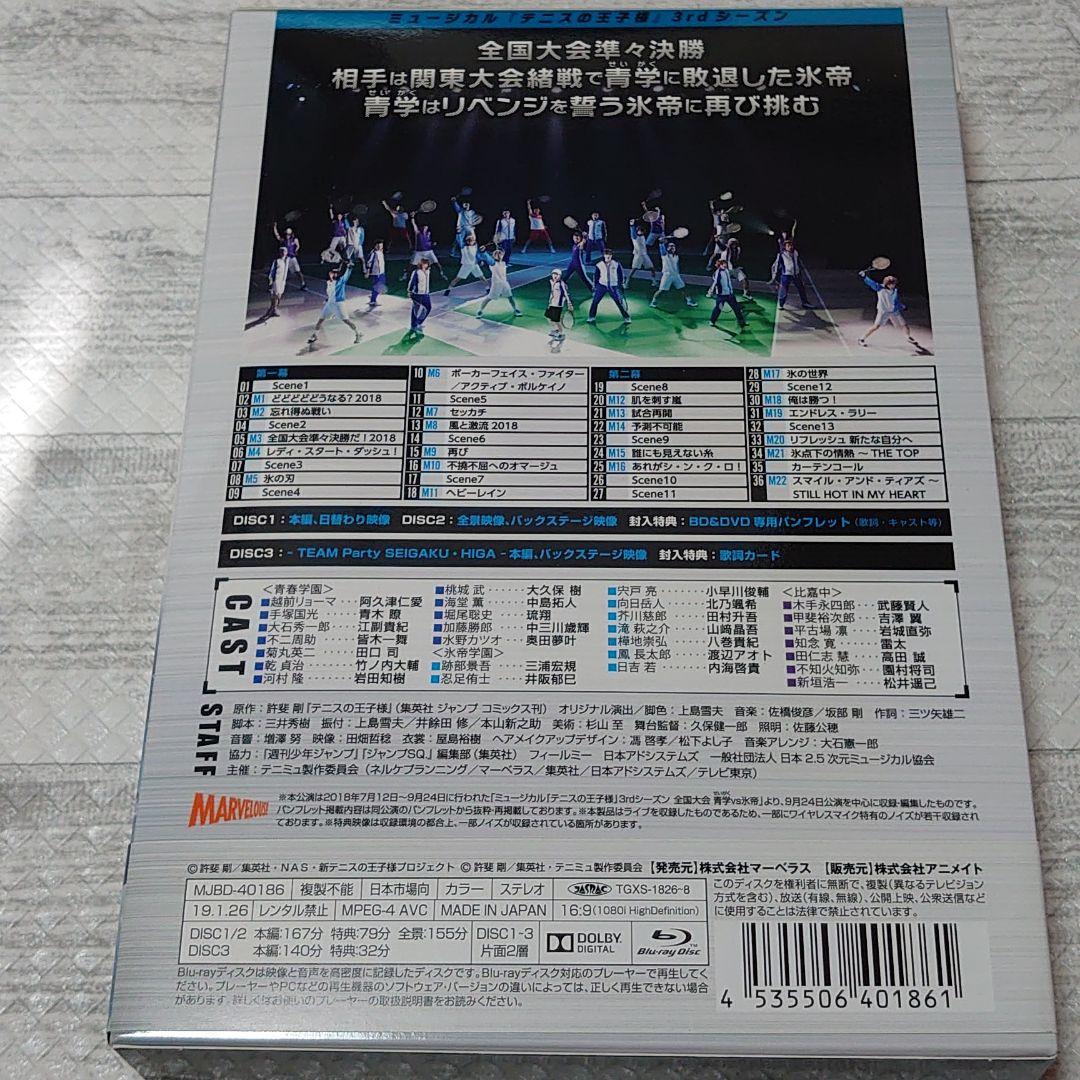 ミュージカル『テニスの王子様』3rdシーズン
全国大会準々決勝
相手は関東大会緒戦で青学に敗退した氷帝
せいがく
青学はリベンジを誓う氷帝に再び挑む
せいがく
第一幕
01 Scene1
02 M1 どどどどどうなる? 2018
03 M2 忘れ得ぬ戦い
04 Scene2
05 M3 全国大会準々決勝だ!2018
06 M4 レディ・スタート・ダッシュ!
07 Scene3
08 M5 氷の刃
09 Scene4
10 M6 ポーカーフェイス・ファイター
/アクティブ・ボルケイノ
11 Scene5
12 M7 セッカチ
13 M8 風と激流 2018
14 Scene6
15 M9 再び
16 M10 不撓不屈へのオマージュ
17 Scene7
18 M11 ヘビーレイン
第二幕
19 Scene8
20 M12 肌を刺す嵐
21 M13 試合再開
22 M14 予測不可能
23 Scene9
24 M15 誰にも見えない糸
25 M16 あれがシ・ン・ク・ロ!
26 Scene10
27 Scene11
28 M17 氷の世界
29 Scene12
30 M18 俺は勝つ!
31 M19 エンドレス・ラリー
32 Scene13
33 M20 リフレッシュ 新たな自分へ
34 M21 氷点下の情熱 ~ THE TOP
35 カーテンコール
36 M22 スマイル・アンド・ティアズ ~
STILL HOT IN MY HEART
DISC1:本編、日替わり映像 DISC2:全景映像、バックステージ映像 封入特典:BD&DVD 専用パンフレット(歌詞・キャスト等)
DISC3:- TEAM Party SEIGAKU・HIGA - 本編、バックステージ映像 封入特典:歌詞カード
CAST
<青春学園>
越前リョーマ‥阿久津仁愛
手塚国光‥‥青木 瞭
大石秀一郎‥江副貴紀
不二周助‥‥皆木一舞
菊丸英二‥‥田口 司
乾 貞治‥‥竹ノ内大輔
河村 隆‥‥岩田知樹
桃城 武‥‥大久保 樹
海堂 薫‥‥中島拓人
堀尾聡史‥‥琉翔
加藤勝郎‥‥中三川歳輝
水野カツオ‥奥田夢叶
<氷帝学園>
跡部景吾‥‥三浦宏規
忍足侑士‥‥井阪郁巳
宍戸 亮‥‥小早川俊輔
向日岳人‥‥北乃颯希
芥川慈郎‥‥田村升吾
滝 萩之介‥山﨑晶吾
樺地崇弘‥‥八巻貴紀
鳳 長太郎‥渡辺アオト
日吉 若‥‥内海啓貴
<比嘉中>
木手永四郎‥武藤賢人
甲斐裕次郎‥吉澤 翼
平古場 凛‥岩城直弥
知念 寛‥‥雷太
田仁志 慧‥高田 誠
不知火知弥‥園村将司
新垣浩一‥‥松井遥己
STAFF
原作:許斐 剛『テニスの王子様』(集英社 ジャンプ コミックス刊) オリジナル演出/脚色:上島雪夫 音楽:佐橋俊彦/坂部 剛 作詞:三ツ矢雄二
脚本:三井秀樹 振付:上島雪夫/井餘田 修/本山新之助 美術:杉山 至 舞台監督:久保健一郎 照明:佐藤公穂
音響:増澤 努 映像:田畑哲稔 衣裳:屋島裕樹 ヘアメイクアップデザイン:馮 啓孝/松下よし子 音楽アレンジ:大石憲一郎
協力:「週刊少年ジャンプ」「ジャンプSQ.」編集部(集英社) フィールミー 日本アドシステムズ 一般社団法人 日本 2.5 次元ミュージカル協会
主催:テニミュ製作委員会(ネルケプランニング/マーベラス/集英社/日本アドシステムズ/テレビ東京)
MARVELOUS!
※本公演は2018年7月12日~9月24日に行われた「ミュージカル『テニスの王子様』3rdシーズン 全国大会 青学vs氷帝」より、9月24日公演を中心に収録・編集したものです。
せいがく
パンフレット掲載内容は同公演のパンフレットから抜粋・再掲載しております。※本製品はライブを収録したものであるため、一部にワイヤレスマイク特有のノイズが若干収録され
ております。※特典映像は収録環境の都合上、一部ノイズが収録されている箇所があります。
©許斐 剛/集英社・NAS・新テニスの王子様プロジェクト ©許斐 剛/集英社・テニミュ製作委員会 【発売元】株式会社マーベラス 【販売元】株式会社アニメイト
MJBD-40186 複製不能 日本市場向 カラー ステレオ JASRAC TGXS-1826~8
19.1.26 レンタル禁止 MPEG-4 AVC MADE IN JAPAN 16:9(1080i HighDefinition)
DISC1/2 本編:167分 特典:79分 全景:155分
DISC3 本編:140分 特典:32分
DISC1-3
片面2層
DOLBY DIGITAL
Blu-ray Disc
このディスクを権利者に無断で、複製(異なるテレビジョン
方式を含む)、放送(有線、無線)、公開上映、公衆送信など
に使用することは法律で禁止されています。
Blu-rayディスクは映像と音声を高密度に記録したディスクです。Blu-rayディスク対応のプレーヤーで再生してく
ださい。プレーヤーやPCなどの再生機器のソフトウェア・バージョンの違いによっては、正しく再生できない場合
があります。詳しくはお使いのプレーヤーの取扱説明書をお読みください。
4 535506 401861